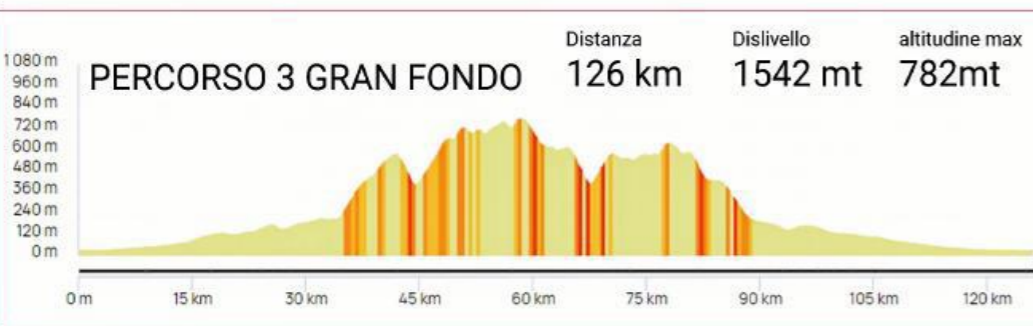 Distanza Dislivello altitudine max
PERCORSO 3 GRAN FONDO 126 km 1542 mt 782mt
1 080 m
960 m
840 m
720 m
600 m
480 m
360 m
240 m
120 m
0 m
0 m 15 km 30 km 45 km 60 km 75 km 90 km 105 km 120 km